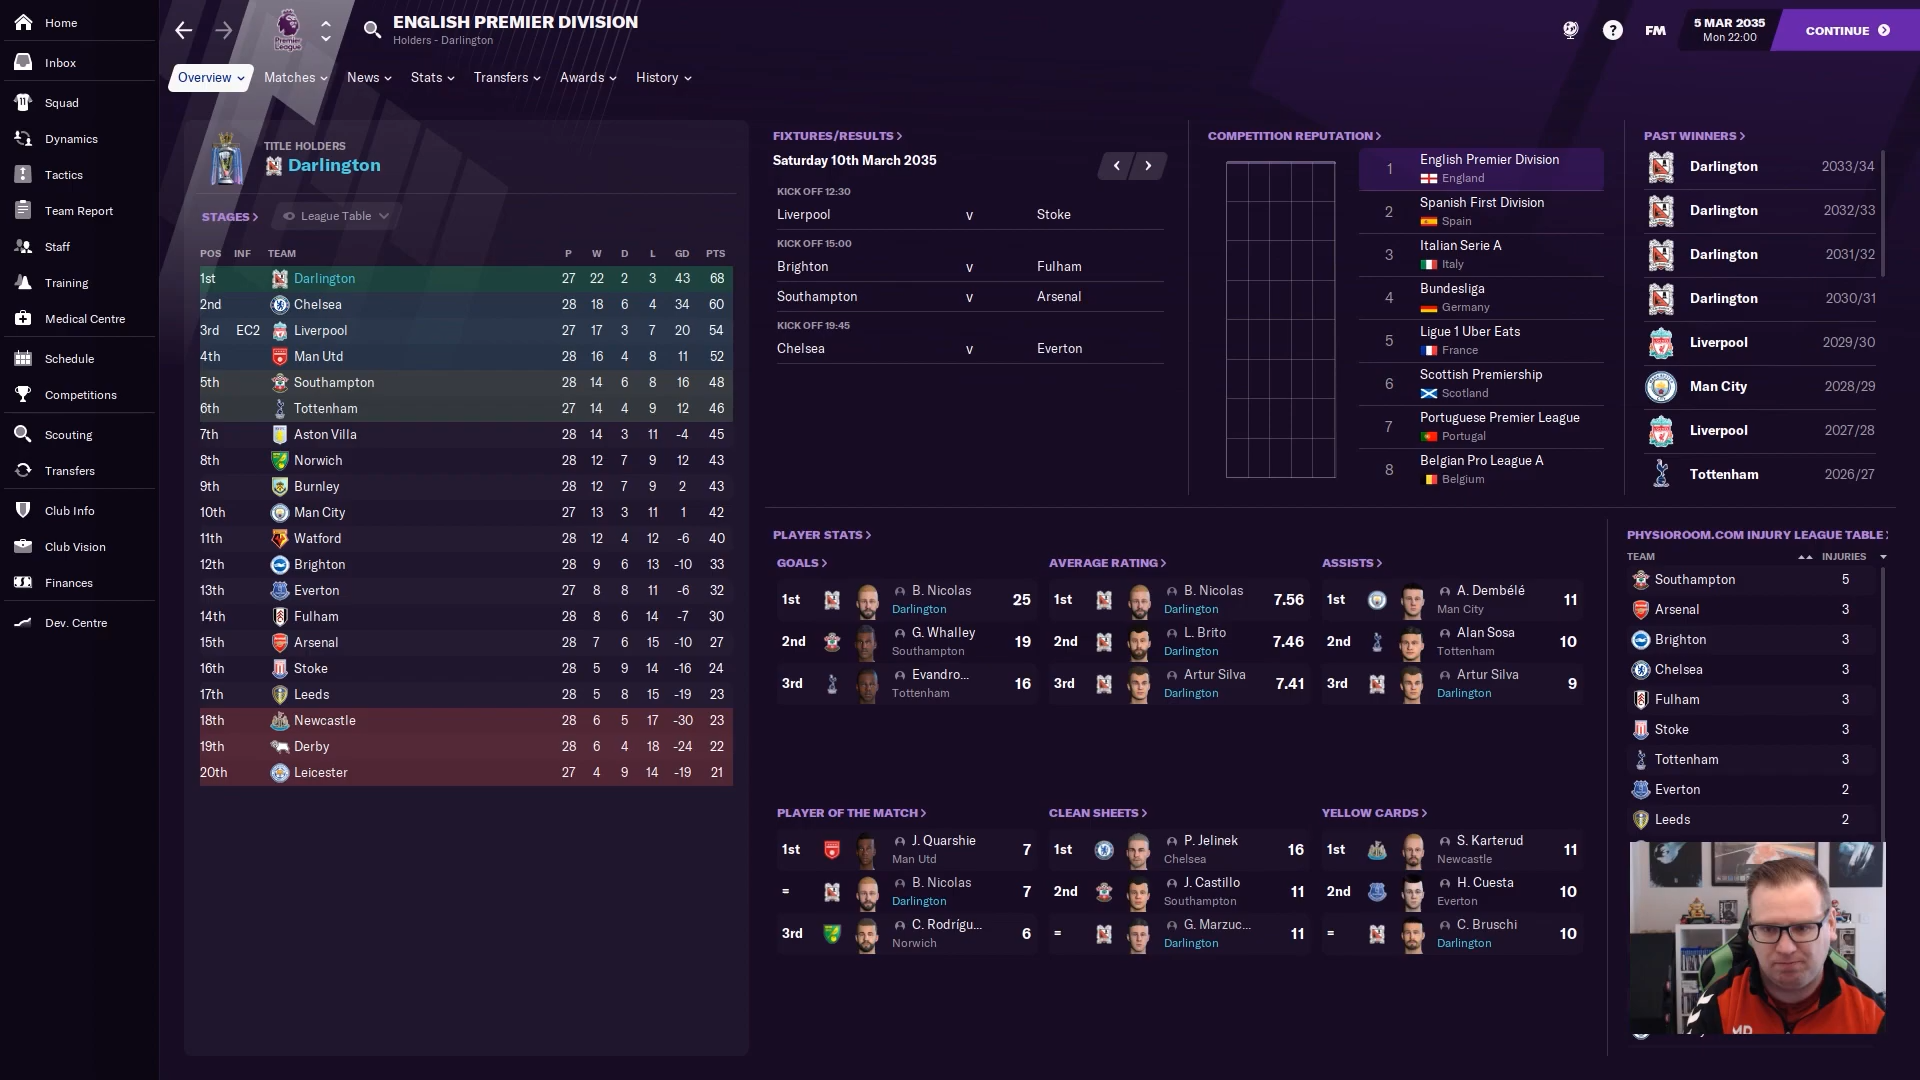 Home
Inbox
Squad
Dynamics
Tactics
Team Report
Staff
Training
Medical Centre
Schedule
Competitions
Scouting
Transfers
Club Info
Club Vision
Finances
Dev. Centre
ENGLISH PREMIER DIVISION
Holders - Darlington
Premier League
FM
5 MAR 2035
Mon 22:00
CONTINUE
Overview Matches News Stats Transfers Awards History
TITLE HOLDERS
Darlington
STAGES League Table
POS INF TEAM P W D L GD PTS
1st Darlington 27 22 2 3 43 68
2nd Chelsea 28 18 6 4 34 60
3rd EC2 Liverpool 27 17 3 7 20 54
4th Man Utd 28 16 4 8 11 52
5th Southampton 28 14 6 8 16 48
6th Tottenham 27 14 4 9 12 46
7th Aston Villa 28 14 3 11 -4 45
8th Norwich 28 12 7 9 12 43
9th Burnley 28 12 7 9 2 43
10th Man City 27 13 3 11 1 42
11th Watford 28 12 4 12 -6 40
12th Brighton 28 9 6 13 -10 33
13th Everton 27 8 8 11 -6 32
14th Fulham 28 8 6 14 -7 30
15th Arsenal 28 7 6 15 -10 27
16th Stoke 28 5 9 14 -16 24
17th Leeds 28 5 8 15 -19 23
18th Newcastle 28 6 5 17 -30 23
19th Derby 28 6 4 18 -24 22
20th Leicester 27 4 9 14 -19 21
FIXTURES/RESULTS
Saturday 10th March 2035
KICK OFF 12:30
Liverpool v Stoke
KICK OFF 15:00
Brighton v Fulham
Southampton v Arsenal
KICK OFF 19:45
Chelsea v Everton
COMPETITION REPUTATION
1 English Premier Division
England
2 Spanish First Division
Spain
3 Italian Serie A
Italy
4 Bundesliga
Germany
5 Ligue 1 Uber Eats
France
6 Scottish Premiership
Scotland
7 Portuguese Premier League
Portugal
8 Belgian Pro League A
Belgium
PAST WINNERS
Darlington 2033/34
Darlington 2032/33
Darlington 2031/32
Darlington 2030/31
Liverpool 2029/30
Man City 2028/29
Liverpool 2027/28
Tottenham 2026/27
PLAYER STATS
GOALS
1st B. Nicolas 25
Darlington
2nd G. Whalley 19
Southampton
3rd Evandro... 16
Tottenham
AVERAGE RATING
1st B. Nicolas 7.56
Darlington
2nd L. Brito 7.46
Darlington
3rd Artur Silva 7.41
Darlington
ASSISTS
1st A. Dembélé 11
Man City
2nd Alan Sosa 10
Tottenham
3rd Artur Silva 9
Darlington
PLAYER OF THE MATCH
1st J. Quarshie 7
Man Utd
= B. Nicolas 7
Darlington
3rd C. Rodrígu... 6
Norwich
CLEAN SHEETS
1st P. Jelinek 16
Chelsea
2nd J. Castillo 11
Southampton
= G. Marzuc... 11
Darlington
YELLOW CARDS
1st S. Karterud 11
Newcastle
2nd H. Cuesta 10
Everton
= C. Bruschi 10
Darlington
PHYSIOROOM.COM INJURY LEAGUE TABLE
TEAM INJURIES
Southampton 5
Arsenal 3
Brighton 3
Chelsea 3
Fulham 3
Stoke 3
Tottenham 3
Everton 2
Leeds 2